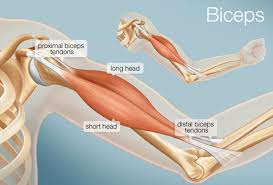 Biceps
proximal biceps
tendons
long head
short head
distal biceps
tendons